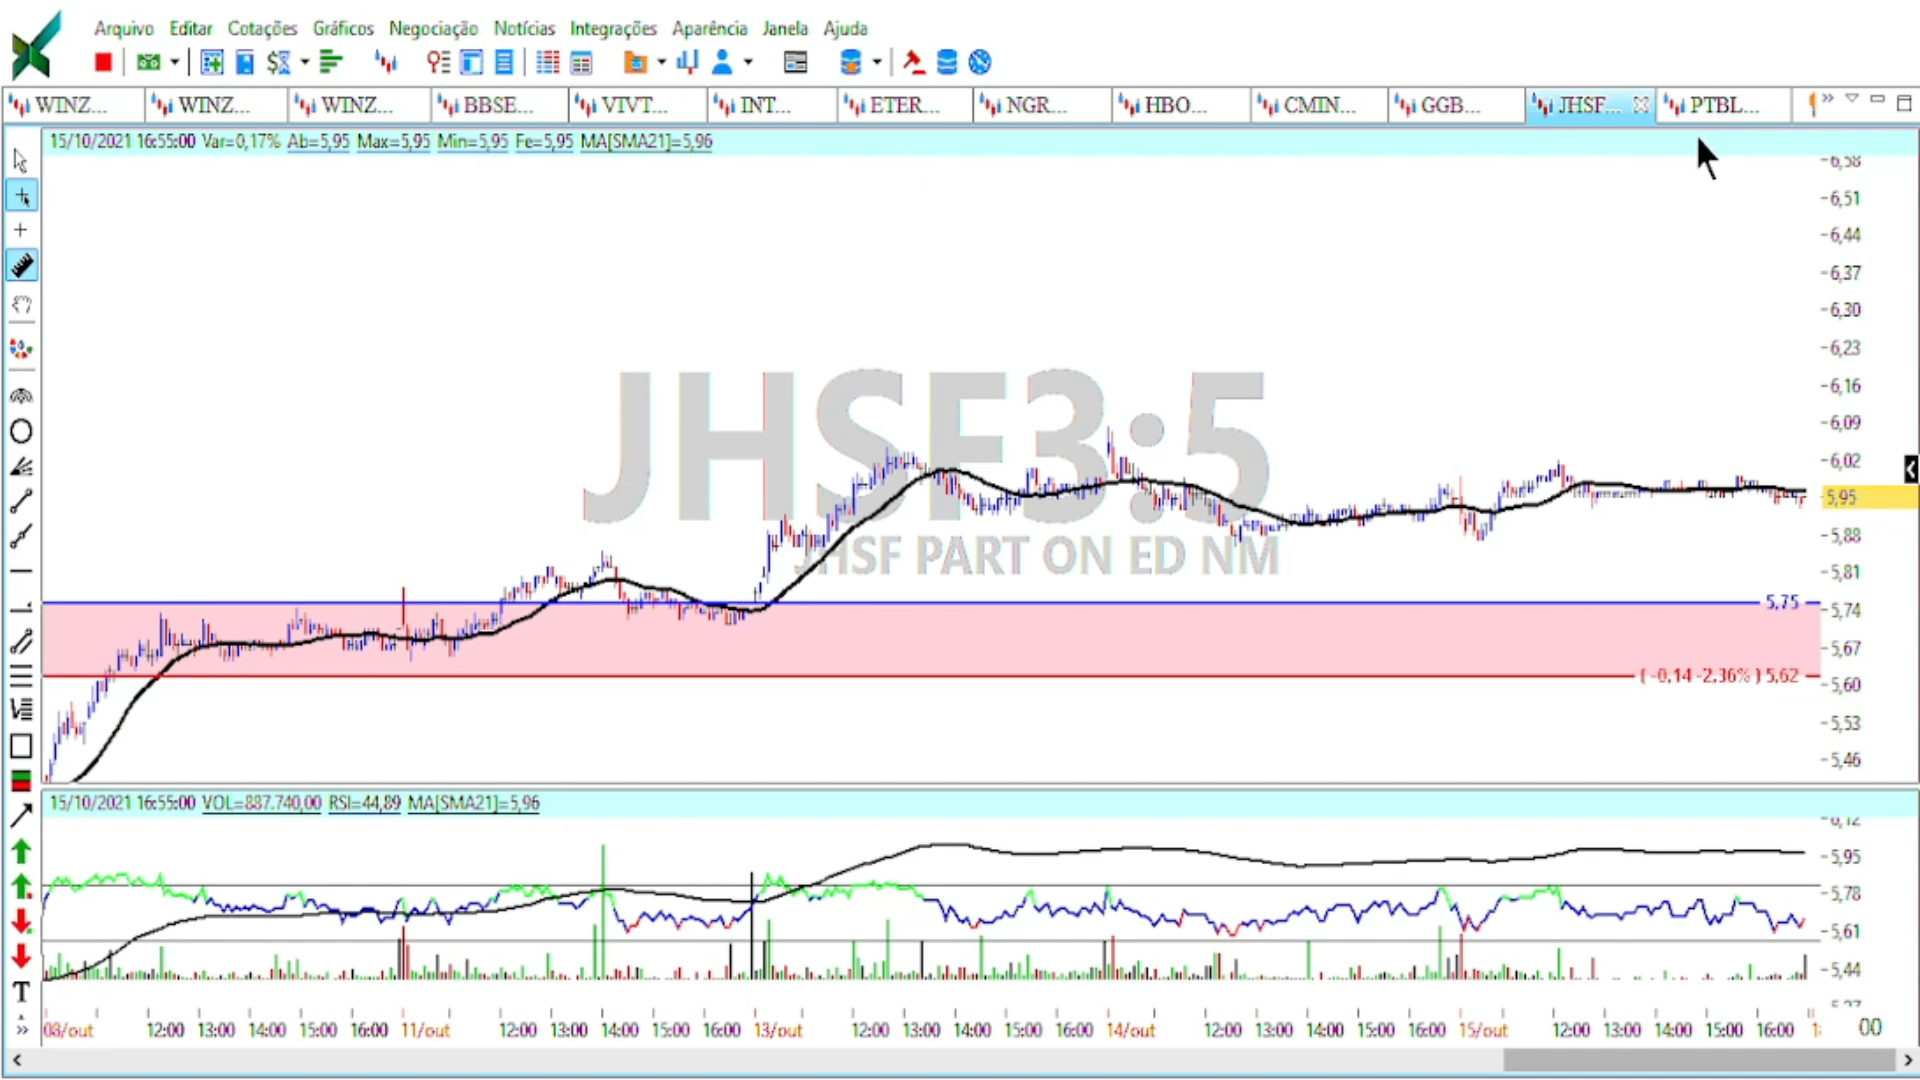 Arquivo Editar Cotações Gráficos Negociação Notícias Integrações Aparência Janela Ajuda
WINZ... WINZ... WINZ... BBSE... VIVT... INT... ETER... NGR... HBO... CMIN... GGB... JHSF... PTBL...
15/10/2021 16:55:00 Var=0,17% Ab=5,95 Max=5,95 Min=5,95 Fe=5,95 MA[SMA21]=5,96
6,58
6,51
6,44
6,37
6,30
6,23
6,16
6,09
6,02
5,95
5,88
5,81
5,74
5,67
5,60
5,53
5,46
JHSF3:5
JHSF PART ON ED NM
5,75
( -0,14 -2,36% ) 5,62
15/10/2021 16:55:00 VOL=887.740,00 RSI=44,89 MA[SMA21]=5,96
6,12
5,95
5,78
5,61
5,44
T
08/out 12:00 13:00 14:00 15:00 16:00 11/out 12:00 13:00 14:00 15:00 16:00 13/out 12:00 13:00 14:00 15:00 16:00 14/out 12:00 13:00 14:00 15:00 16:00 15/out 12:00 13:00 14:00 15:00 16:00 00